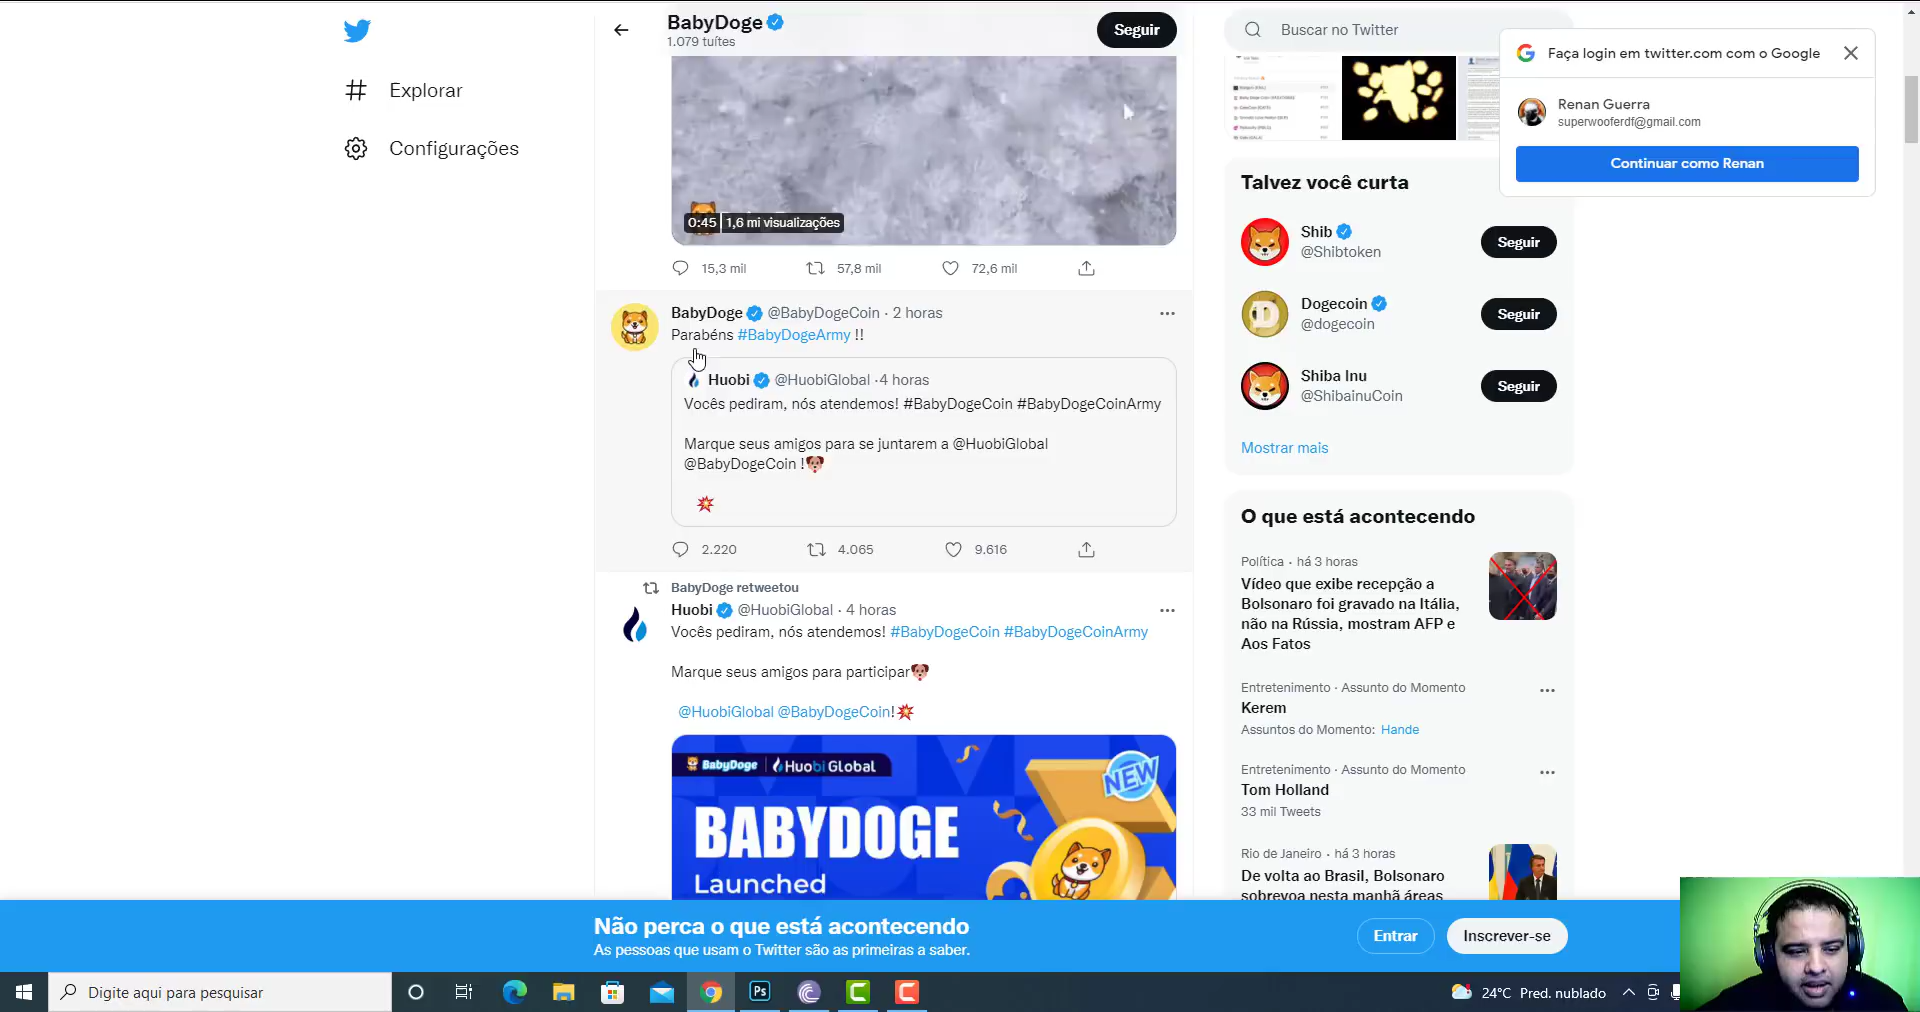 BabyDoge
1.079 tuítes
Seguir
Explorar
Configurações
0:45 1,6 mi visualizações
15,3 mil 57,8 mil 72,6 mil
BabyDoge @BabyDogeCoin · 2 horas
Parabéns #BabyDogeArmy !!
Huobi @HuobiGlobal ·4 horas
Vocês pediram, nós atendemos! #BabyDogeCoin #BabyDogeCoinArmy
Marque seus amigos para se juntarem a @HuobiGlobal
@BabyDogeCoin !
2.220 4.065 9.616
BabyDoge retweetou
Huobi @HuobiGlobal · 4 horas
Vocês pediram, nós atendemos! #BabyDogeCoin #BabyDogeCoinArmy
Marque seus amigos para participar
@HuobiGlobal @BabyDogeCoin!
BabyDoge Huobi Global
NEW
BABYDOGE
Launched
Buscar no Twitter
Faça login em twitter.com com o Google
Renan Guerra
superwooferdf@gmail.com
Continuar como Renan
Talvez você curta
Shib
@Shibtoken
Seguir
Dogecoin
@dogecoin
Seguir
Shiba Inu
@ShibainuCoin
Seguir
Mostrar mais
O que está acontecendo
Política · há 3 horas
Vídeo que exibe recepção a
Bolsonaro foi gravado na Itália,
não na Rússia, mostram AFP e
Aos Fatos
Entretenimento · Assunto do Momento
Kerem
Assuntos do Momento: Hande
Entretenimento · Assunto do Momento
Tom Holland
33 mil Tweets
Rio de Janeiro · há 3 horas
De volta ao Brasil, Bolsonaro
sobrevoa nesta manhã áreas
Não perca o que está acontecendo
As pessoas que usam o Twitter são as primeiras a saber.
Entrar
Inscrever-se
Digite aqui para pesquisar
Ps
24°C Pred. nublado